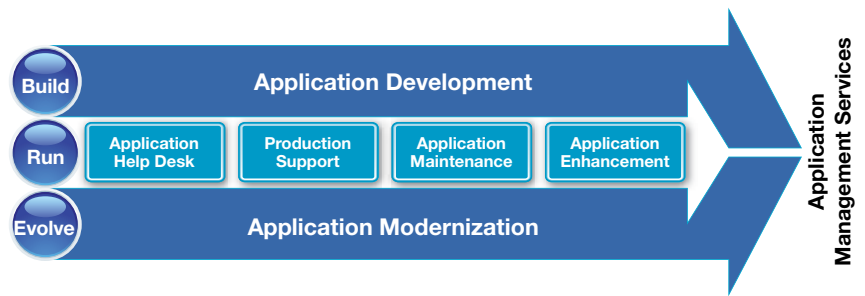 Build
Application Development
Run
Application
Help Desk
Production
Support
Application
Maintenance
Application
Enhancement
Evolve
Application Modernization
Application
Management Services